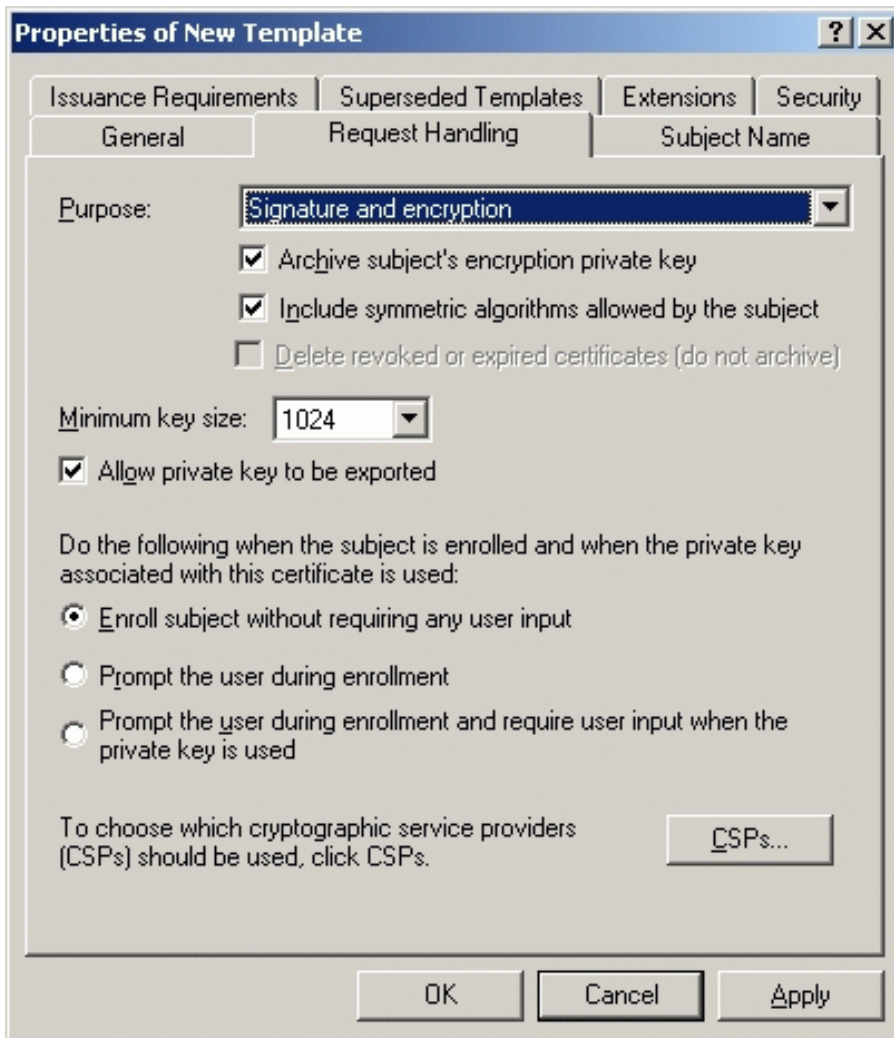 Properties of New Template
Issuance Requirements
Superseded Templates
Extensions
Security
General
Request Handling
Subject Name
Purpose:
Signature and encryption
Archive subject's encryption private key
Include symmetric algorithms allowed by the subject
Delete revoked or expired certificates (do not archive)
Minimum key size:
1024
Allow private key to be exported
Do the following when the subject is enrolled and when the private key
associated with this certificate is used:
Enroll subject without requiring any user input
Prompt the user during enrollment
Prompt the user during enrollment and require user input when the
private key is used
To choose which cryptographic service providers
(CSPs) should be used, click CSPs.
CSPs...
OK
Cancel
Apply